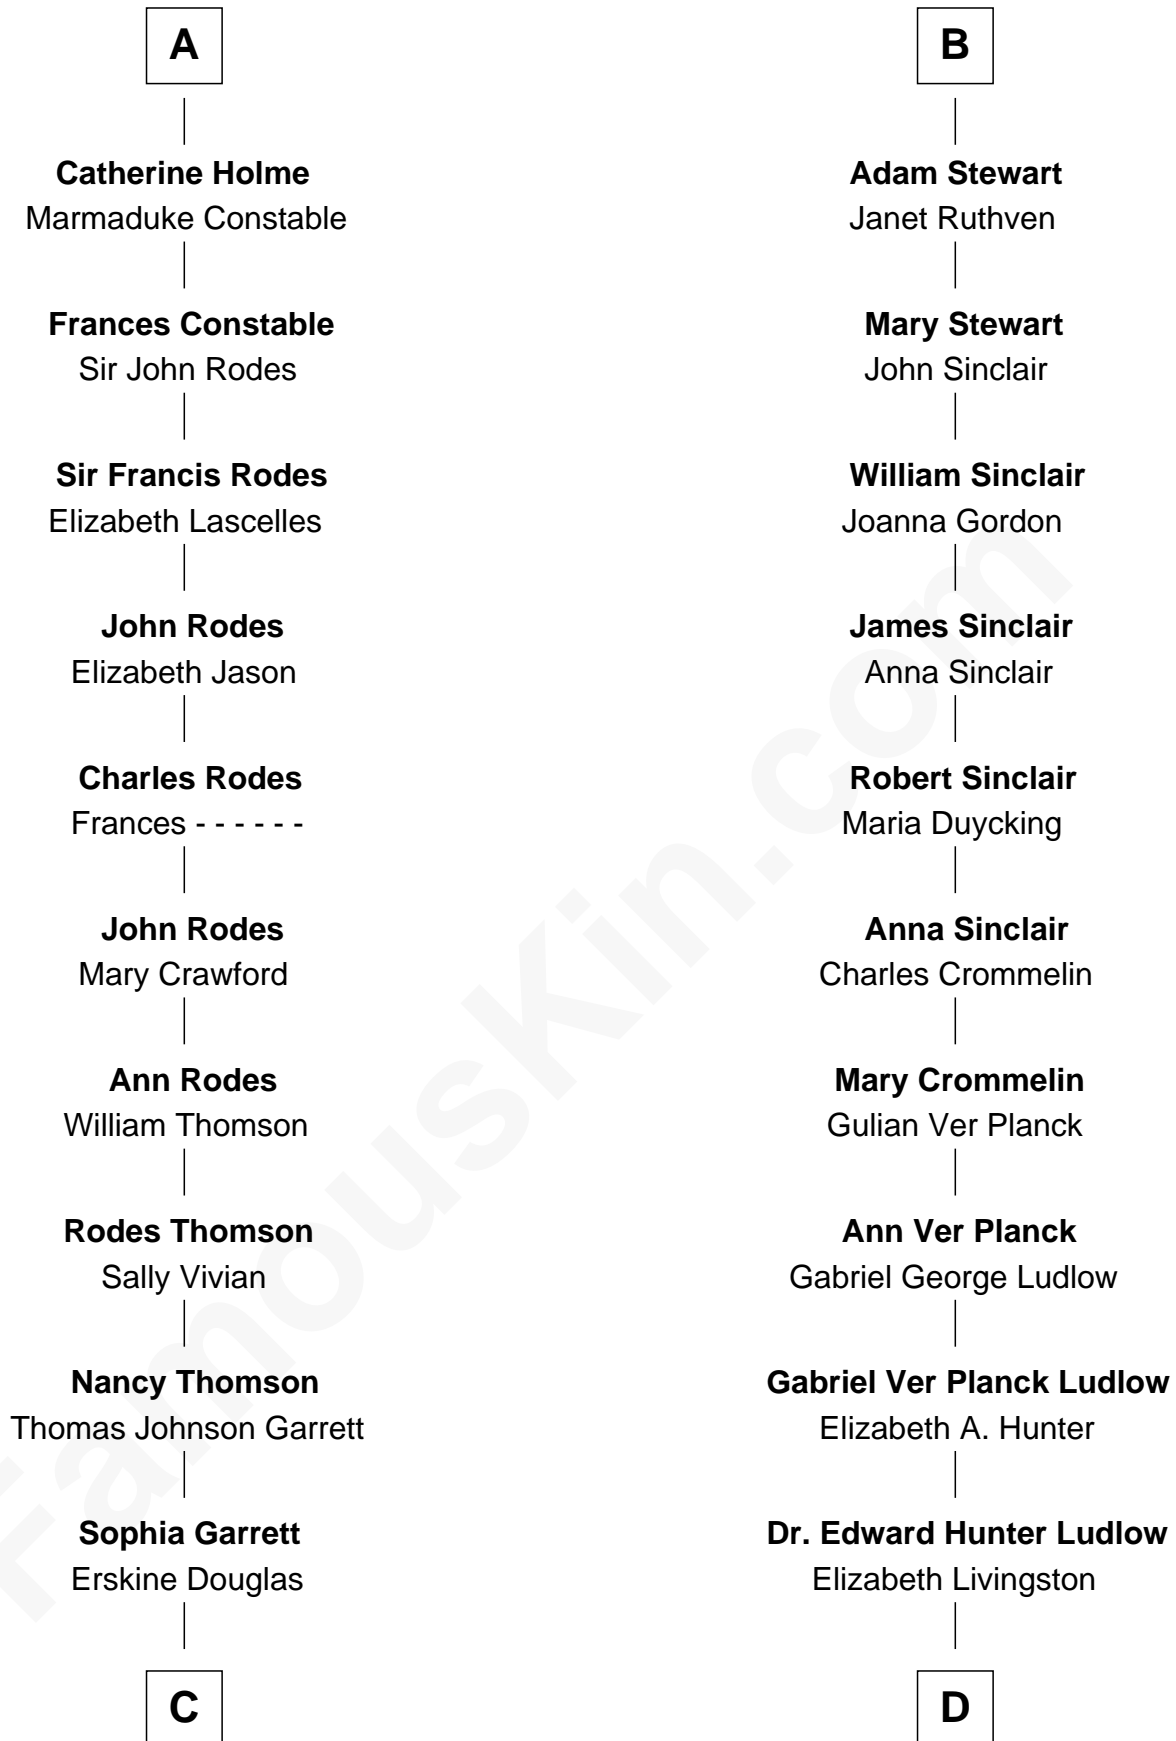 A
Catherine Holme
Marmaduke Constable
Frances Constable
Sir John Rodes
Sir Francis Rodes
Elizabeth Lascelles
John Rodes
Elizabeth Jason
Charles Rodes
Frances - - - - - -
John Rodes
Mary Crawford
Ann Rodes
William Thomson
Rodes Thomson
Sally Vivian
Nancy Thomson
Thomas Johnson Garrett
Sophia Garrett
Erskine Douglas
C
B
Adam Stewart
Janet Ruthven
Mary Stewart
John Sinclair
William Sinclair
Joanna Gordon
James Sinclair
Anna Sinclair
Robert Sinclair
Maria Duycking
Anna Sinclair
Charles Crommelin
Mary Crommelin
Gulian Ver Planck
Ann Ver Planck
Gabriel George Ludlow
Gabriel Ver Planck Ludlow
Elizabeth A. Hunter
Dr. Edward Hunter Ludlow
Elizabeth Livingston
D
FamousKin.com